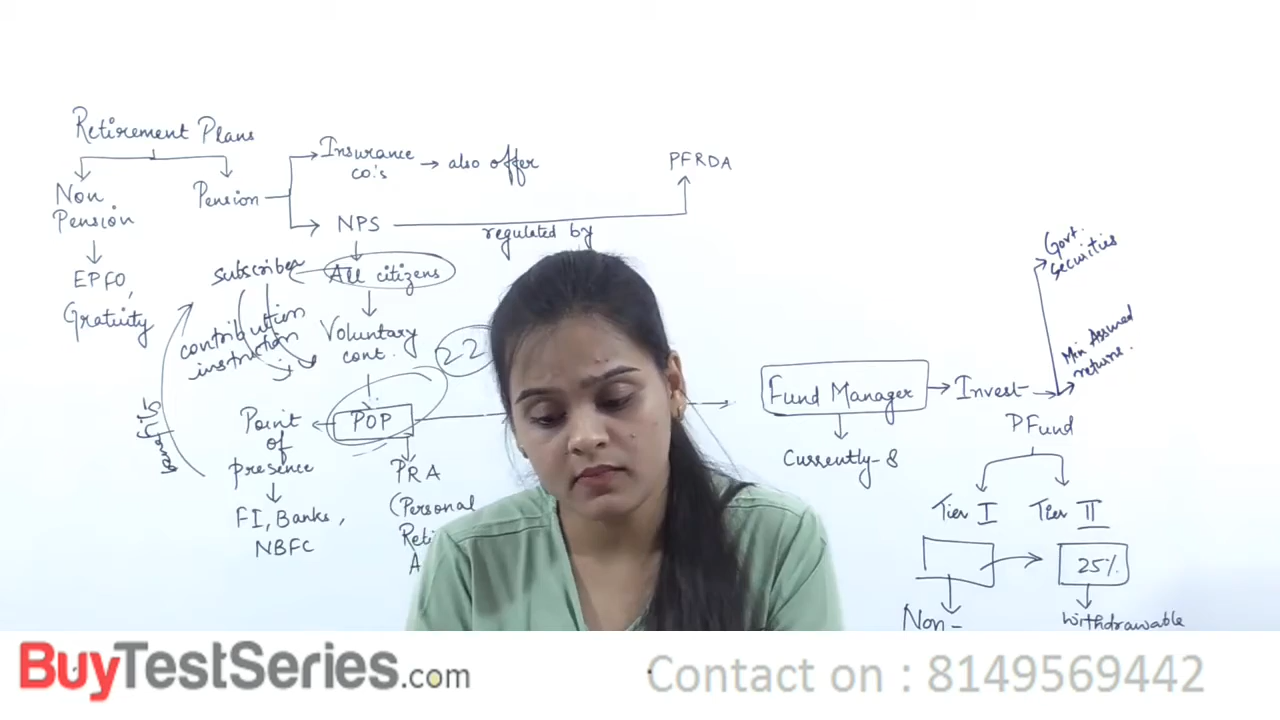 Retirement Plans
Non
Pension
EPFO,
Gratuity
Pension
Insurance
co's
also offer
NPS
regulated by
PFRDA
subscriber
All citizens
contribution
instruction
Voluntary
cont.
22
POP
Point
of
presence
FI, Banks,
NBFC
PRA
(Personal
Reti
A
Fund Manager
Currently-8
Invest
Govt.
securities
Min Assured
returns.
PFund
Tier I
Tier II
25%
Non-
withdrawable
BuyTestSeries.com
Contact on : 8149569442